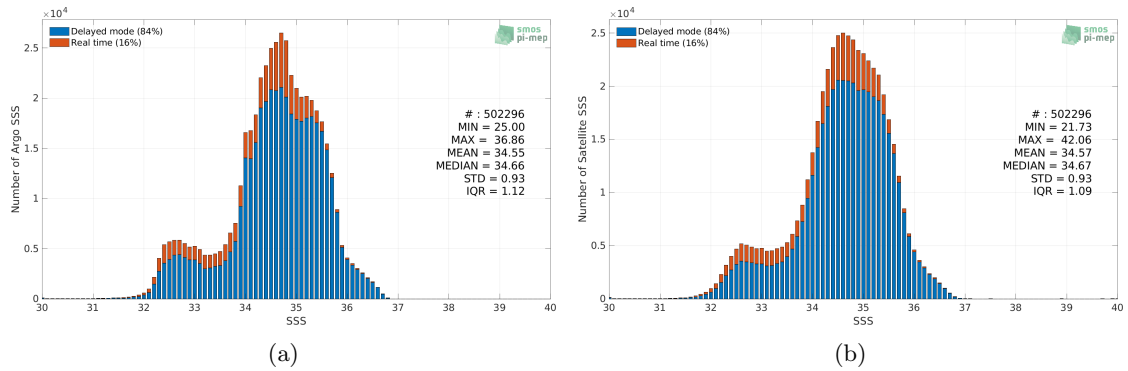 ×10⁴
Delayed mode (84%)
Real time (16%)
smos
pi-mep
Number of Argo SSS
2.5
2
1.5
1
0.5
0
# : 502296
MIN = 25.00
MAX = 36.86
MEAN = 34.55
MEDIAN = 34.66
STD = 0.93
IQR = 1.12
30 31 32 33 34 35 36 37 38 39 40
SSS
(a)
×10⁴
Delayed mode (84%)
Real time (16%)
smos
pi-mep
Number of Satellite SSS
2.5
2
1.5
1
0.5
0
# : 502296
MIN = 21.73
MAX = 42.06
MEAN = 34.57
MEDIAN = 34.67
STD = 0.93
IQR = 1.09
30 31 32 33 34 35 36 37 38 39 40
SSS
(b)